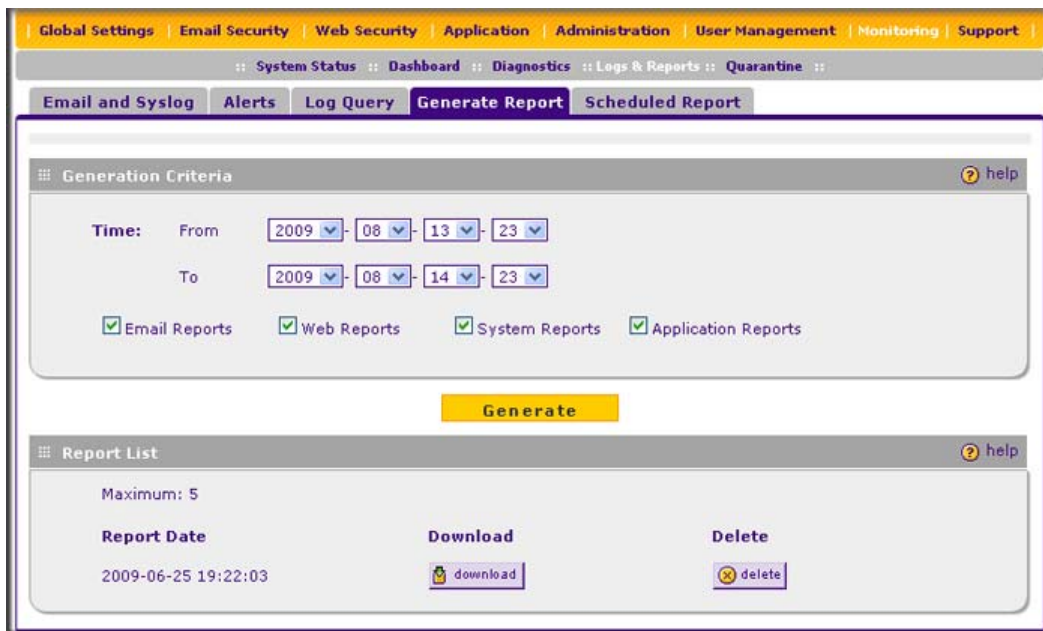 Global Settings | Email Security | Web Security | Application | Administration | User Management | Monitoring | Support
:: System Status :: Dashboard :: Diagnostics :: Logs & Reports :: Quarantine ::
Email and Syslog Alerts Log Query Generate Report Scheduled Report
Generation Criteria help
Time: From 2009 - 08 - 13 - 23
To 2009 - 08 - 14 - 23
Email Reports Web Reports System Reports Application Reports
Generate
Report List help
Maximum: 5
Report Date Download Delete
2009-06-25 19:22:03 download delete